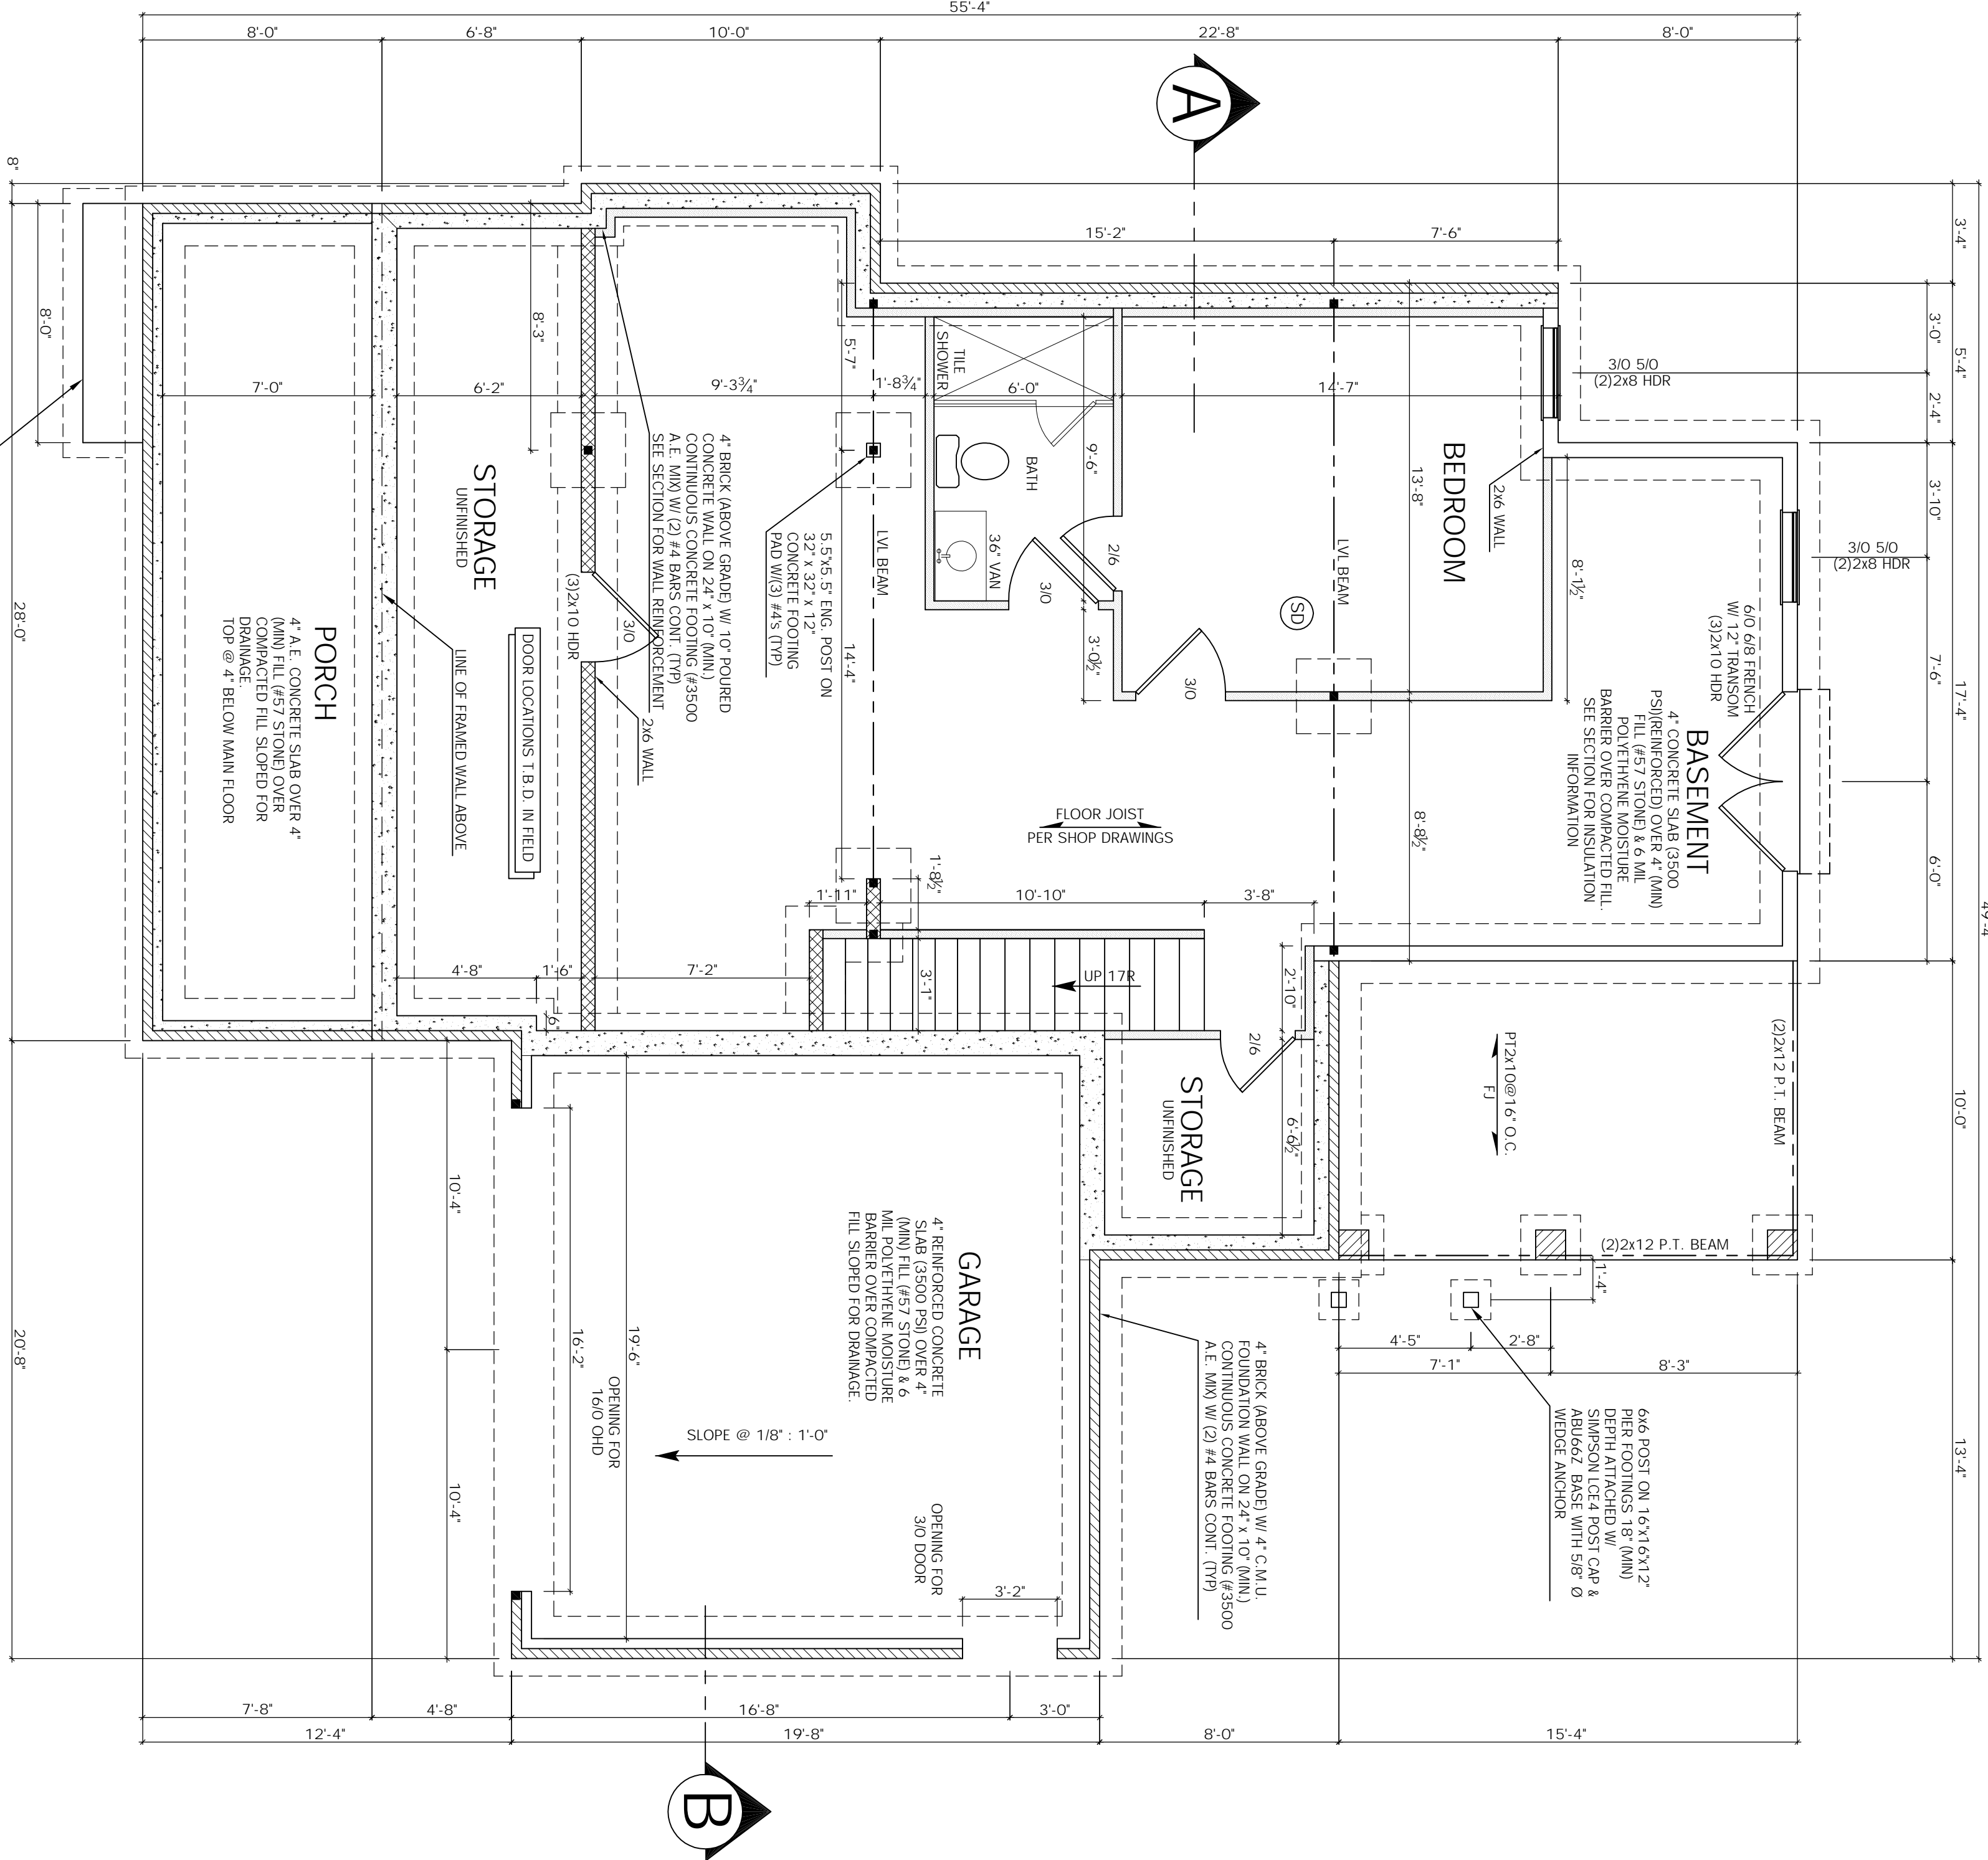 55'-4"
8'-0"
6'-8"
10'-0"
22'-8"
8'-0"
A
8"
28'-0"
20'-8"
8'-0"
49'-4"
3'-4"
5'-4"
17'-4"
10'-0"
13'-4"
3'-0"
2'-4"
3'-10"
7'-6"
6'-0"
15'-2"
7'-6"
3/0 5/0
(2)2x8 HDR
3/0 5/0
(2)2x8 HDR
8'-3"
5'-7"
7'-0"
6'-2"
9'-3¾"
1'-8¾"
6'-0"
14'-7"
TILE
SHOWER
BATH
9'-6"
36" VAN
2/6
3/0
3'-0½"
3/0
13'-8"
BEDROOM
2x6 WALL
8'-1½"
LVL BEAM
SD
6/0 6/8 FRENCH
W/ 12" TRANSOM
(3)2x10 HDR
BASEMENT
4" CONCRETE SLAB (3500
PSI)(REINFORCED) OVER 4" (MIN)
FILL (#57 STONE) & 6 MIL
POLYETHYENE MOISTURE
BARRIER OVER COMPACTED FILL.
SEE SECTION FOR INSULATION
INFORMATION
8'-8½"
FLOOR JOIST
PER SHOP DRAWINGS
LVL BEAM
5.5"x5.5" ENG. POST ON
32" x 32" x 12"
CONCRETE FOOTING
PAD W/(3) #4's (TYP)
14'-4"
4" BRICK (ABOVE GRADE) W/ 10" POURED
CONCRETE WALL ON 24" x 10" (MIN.)
CONTINUOUS CONCRETE FOOTING (#3500
A.E. MIX) W/ (2) #4 BARS CONT. (TYP)
SEE SECTION FOR WALL REINFORCEMENT
2x6 WALL
3/0
(3)2x10 HDR
STORAGE
UNFINISHED
DOOR LOCATIONS T.B.D. IN FIELD
LINE OF FRAMED WALL ABOVE
PORCH
4" A.E. CONCRETE SLAB OVER 4"
(MIN) FILL (#57 STONE) OVER
COMPACTED FILL SLOPED FOR
DRAINAGE.
TOP @ 4" BELOW MAIN FLOOR
1'-8½"
1'-11"
10'-10"
3'-8"
4'-8"
1'-6"
7'-2"
3'-1"
UP 17R
2'-10"
6"
2/6
STORAGE
UNFINISHED
6'-6½"
PT2x10@16" O.C.
FJ
(2)2x12 P.T. BEAM
(2)2x12 P.T. BEAM
1'-4"
4'-5"
2'-8"
7'-1"
8'-3"
6x6 POST ON 16"x16"x12"
PIER FOOTINGS 18" (MIN)
DEPTH ATTACHED W/
SIMPSON LCE4 POST CAP &
ABU66Z BASE WITH 5/8" Ø
WEDGE ANCHOR
4" BRICK (ABOVE GRADE) W/ 4" C.M.U.
FOUNDATION WALL ON 24" x 10" (MIN.)
CONTINUOUS CONCRETE FOOTING (#3500
A.E. MIX) W/ (2) #4 BARS CONT. (TYP)
GARAGE
4" REINFORCED CONCRETE
SLAB (3500 PSI) OVER 4"
(MIN) FILL (#57 STONE) & 6
MIL POLYETHYENE MOISTURE
BARRIER OVER COMPACTED
FILL SLOPED FOR DRAINAGE.
10'-4"
10'-4"
16'-2"
19'-6"
OPENING FOR
16/0 OHD
SLOPE @ 1/8" : 1'-0"
OPENING FOR
3/0 DOOR
3'-2"
7'-8"
4'-8"
16'-8"
3'-0"
12'-4"
19'-8"
8'-0"
15'-4"
B